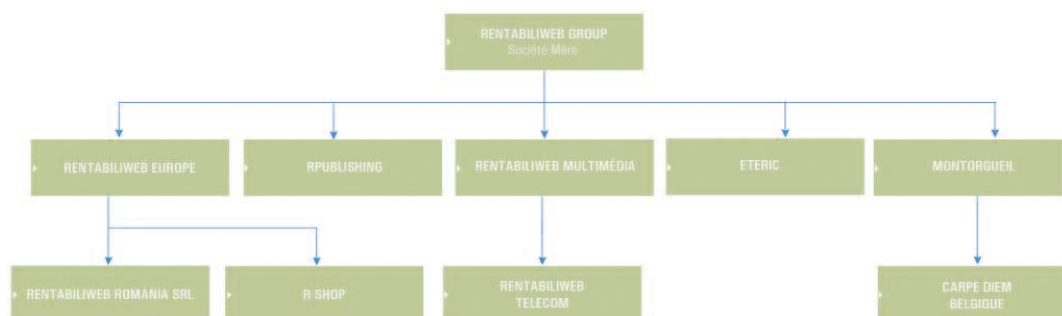 RENTABILIWEB GROUP
Société Mère
RENTABILIWEB EUROPE
RPUBLISHING
RENTABILIWEB MULTIMÉDIA
ETERIC
MONTORGUEIL
RENTABILIWEB ROMANIA SRL
R SHOP
RENTABILIWEB
TELECOM
CARPE DIEM
BELGIQUE